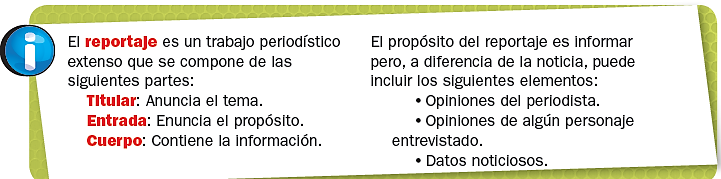 El reportaje es un trabajo periodístico
extenso que se compone de las
siguientes partes:
Titular: Anuncia el tema.
Entrada: Enuncia el propósito.
Cuerpo: Contiene la información.
El propósito del reportaje es informar
pero, a diferencia de la noticia, puede
incluir los siguientes elementos:
• Opiniones del periodista.
• Opiniones de algún personaje
entrevistado.
• Datos noticiosos.